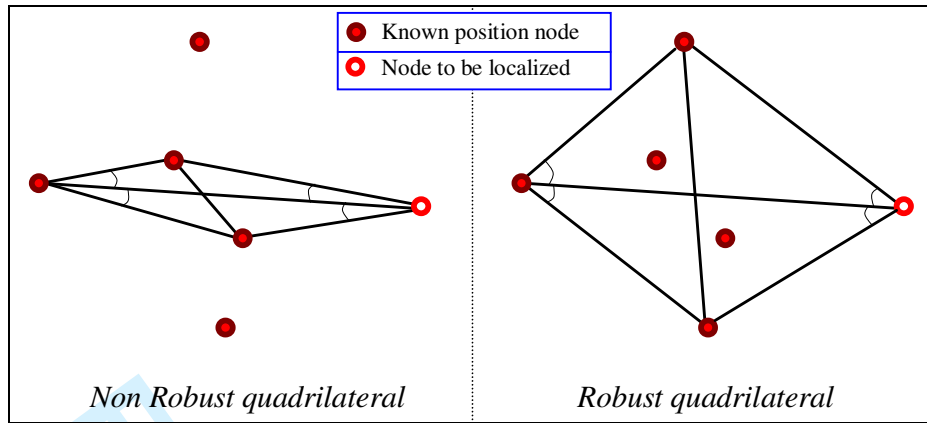 Known position node
Node to be localized
Non Robust quadrilateral
Robust quadrilateral